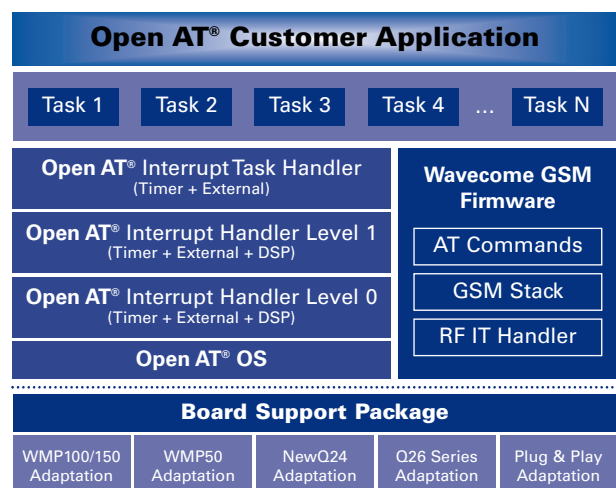 Open AT® Customer Application
Task 1 Task 2 Task 3 Task 4 ... Task N
Open AT® Interrupt Task Handler
(Timer + External)
Open AT® Interrupt Handler Level 1
(Timer + External + DSP)
Open AT® Interrupt Handler Level 0
(Timer + External + DSP)
Open AT® OS
Wavecome GSM
Firmware
AT Commands
GSM Stack
RF IT Handler
Board Support Package
WMP100/150
Adaptation
WMP50
Adaptation
NewQ24
Adaptation
Q26 Series
Adaptation
Plug & Play
Adaptation